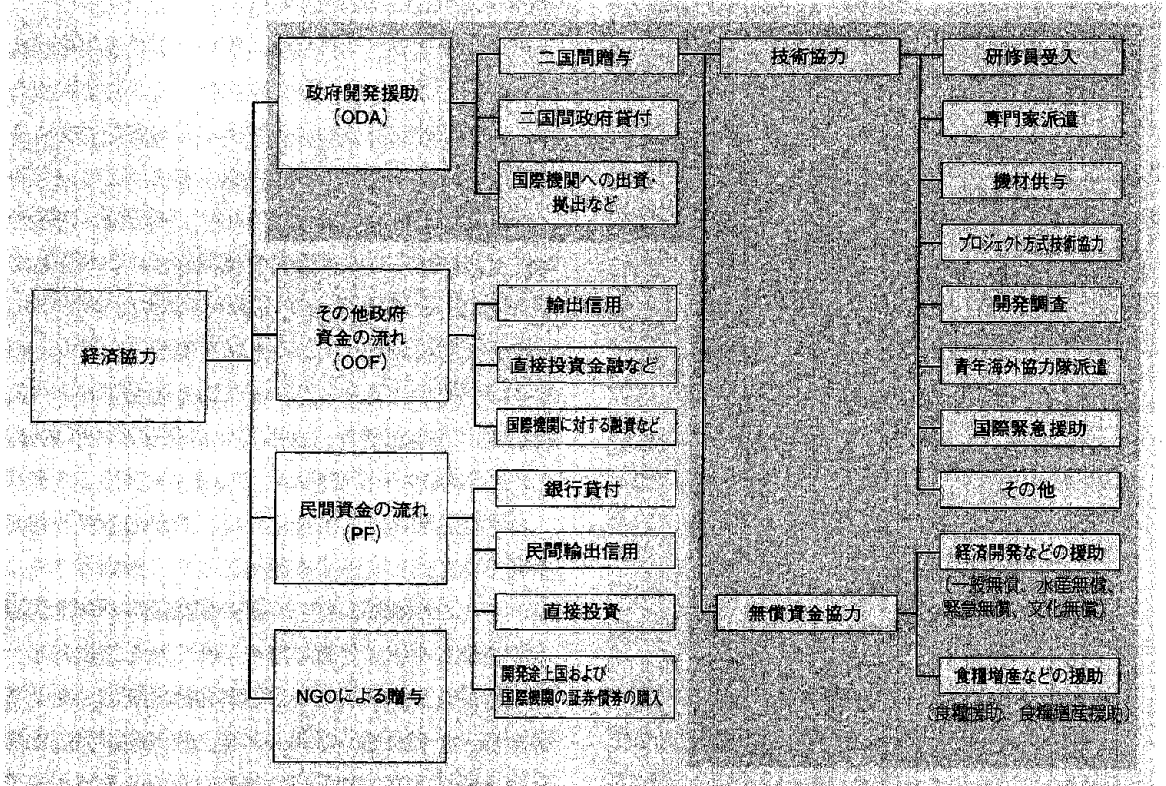 経済協力
政府開発援助
(ODA)
二国間贈与
二国間政府貸付
国際機関への出資・
拠出など
その他政府
資金の流れ
(OOF)
輸出信用
直接投資金融など
国際機関に対する融資など
民間資金の流れ
(PF)
銀行貸付
民間輸出信用
直接投資
開発途上国および
国際機関の証券・債券の購入
NGOによる贈与
技術協力
研修員受入
専門家派遣
機材供与
プロジェクト方式技術協力
開発調査
青年海外協力隊派遣
国際緊急援助
その他
無償資金協力
経済開発などの援助
(一般無償、水産無償、
緊急無償、文化無償)
食糧増産などの援助
(食糧援助、食糧増産援助)